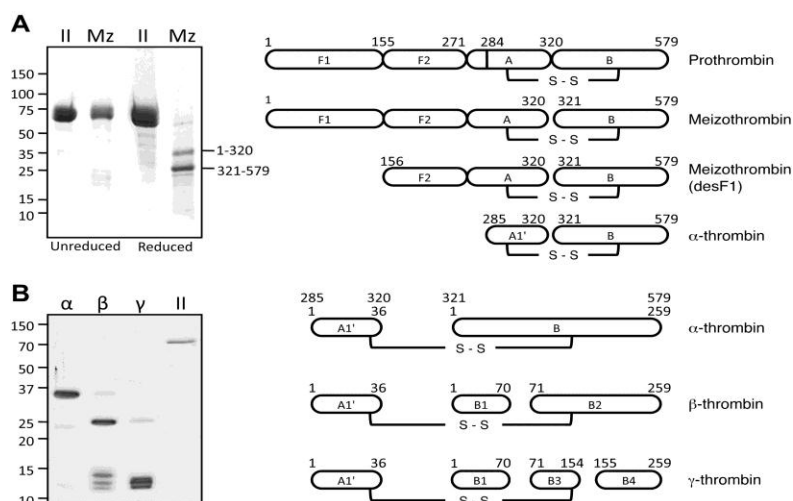 A
II Mz II Mz
150
100
75
50
35
25
15
10
1-320
321-579
Unreduced Reduced
1 155 271 284 320 579
F1 F2 A B
S - S
Prothrombin
1 320 321 579
F1 F2 A B
S - S
Meizothrombin
156 320 321 579
F2 A B
S - S
Meizothrombin
(desF1)
285 320 321 579
A1' B
S - S
α-thrombin
B
α β γ II
150
70
50
37
25
20
15
10
285 320 321 579
1 36 1 259
A1' B
S - S
α-thrombin
1 36 1 70 71 259
A1' B1 B2
S - S
β-thrombin
1 36 1 70 71 154 155 259
A1' B1 B3 B4
S - S
γ-thrombin